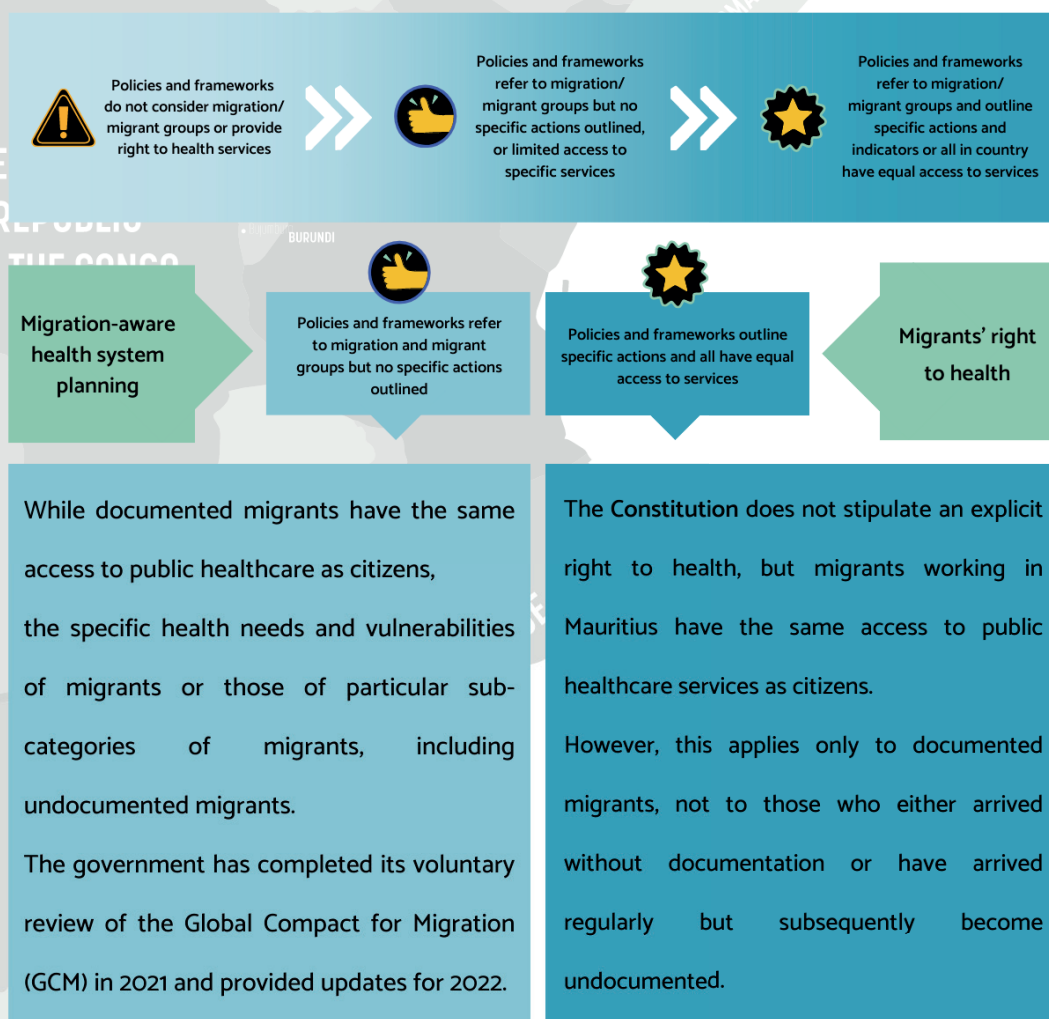 Policies and frameworks
do not consider migration/
migrant groups or provide
right to health services
Policies and frameworks
refer to migration/
migrant groups but no
specific actions outlined,
or limited access to
specific services
Policies and frameworks
refer to migration/
migrant groups and outline
specific actions and
indicators or all in country
have equal access to services
REPUBLIC
THE CONGO
BURUNDI
Migration-aware
health system
planning
Policies and frameworks refer
to migration and migrant
groups but no specific actions
outlined
Policies and frameworks outline
specific actions and all have equal
access to services
Migrants’ right
to health
While documented migrants have the same
access to public healthcare as citizens,
the specific health needs and vulnerabilities
of migrants or those of particular sub-
categories of migrants, including
undocumented migrants.
The government has completed its voluntary
review of the Global Compact for Migration
(GCM) in 2021 and provided updates for 2022.
The Constitution does not stipulate an explicit
right to health, but migrants working in
Mauritius have the same access to public
healthcare services as citizens.
However, this applies only to documented
migrants, not to those who either arrived
without documentation or have arrived
regularly but subsequently become
undocumented.